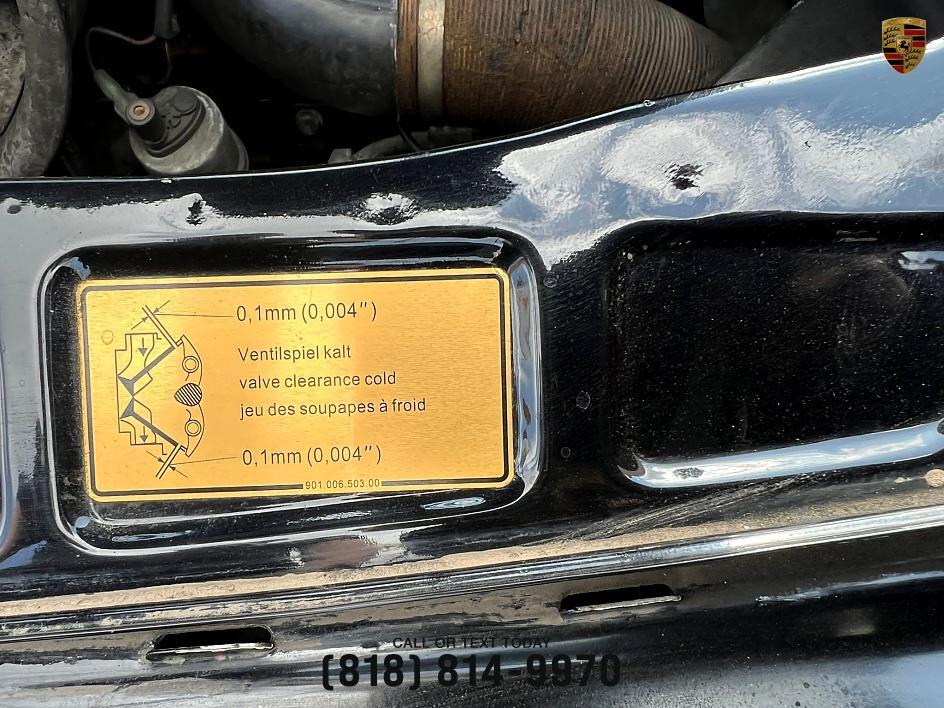 0,1mm (0,004″)
Ventilspiel kalt
valve clearance cold
jeu des soupapes à froid
0,1mm (0,004″)
901.006.503.00
CALL OR TEXT TODAY
(818) 814-9970